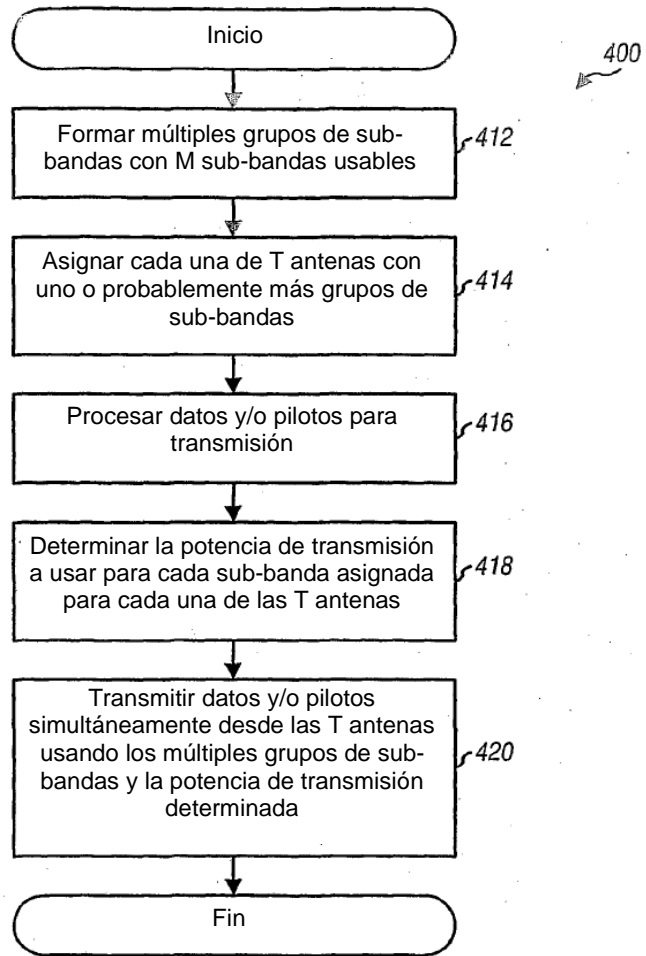 Inicio
400
Formar múltiples grupos de sub-
bandas con M sub-bandas usables
412
Asignar cada una de T antenas con
uno o probablemente más grupos de
sub-bandas
414
Procesar datos y/o pilotos para
transmisión
416
Determinar la potencia de transmisión
a usar para cada sub-banda asignada
para cada una de las T antenas
418
Transmitir datos y/o pilotos
simultáneamente desde las T antenas
usando los múltiples grupos de sub-
bandas y la potencia de transmisión
determinada
420
Fin